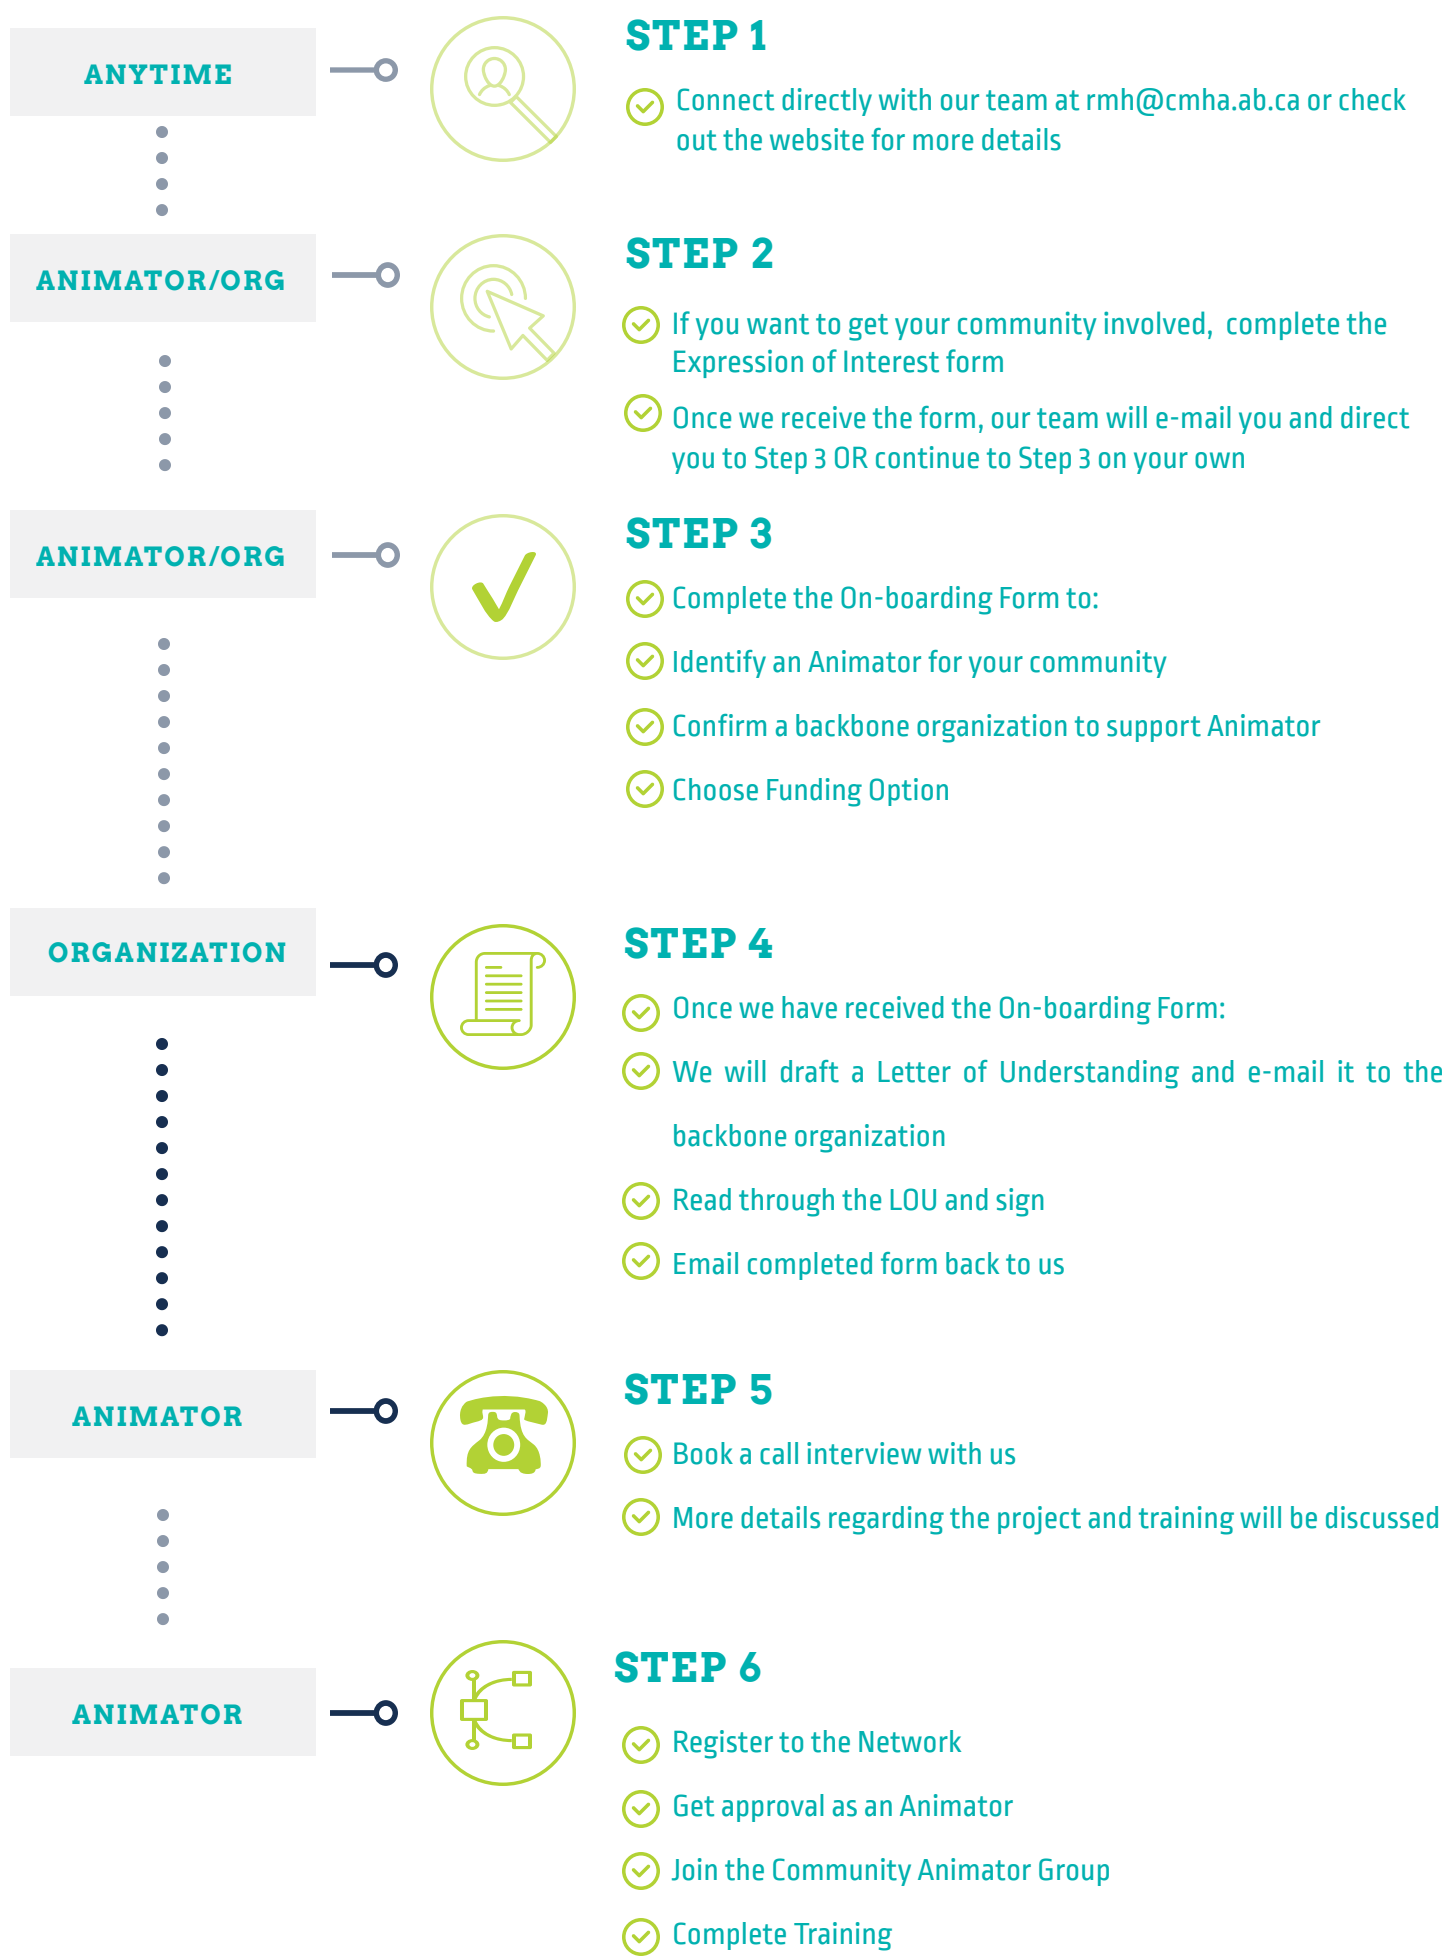 ANYTIME
STEP 1
Connect directly with our team at rmh@cmha.ab.ca or check
out the website for more details
ANIMATOR/ORG
STEP 2
If you want to get your community involved,  complete the
Expression of Interest form
Once we receive the form, our team will e-mail you and direct
you to Step 3 OR continue to Step 3 on your own
ANIMATOR/ORG
STEP 3
Complete the On-boarding Form to:
Identify an Animator for your community
Confirm a backbone organization to support Animator
Choose Funding Option
ORGANIZATION
STEP 4
Once we have received the On-boarding Form:
We will draft a Letter of Understanding and e-mail it to the
backbone organization
Read through the LOU and sign
Email completed form back to us
ANIMATOR
STEP 5
Book a call interview with us
More details regarding the project and training will be discussed
ANIMATOR
STEP 6
Register to the Network
Get approval as an Animator
Join the Community Animator Group
Complete Training